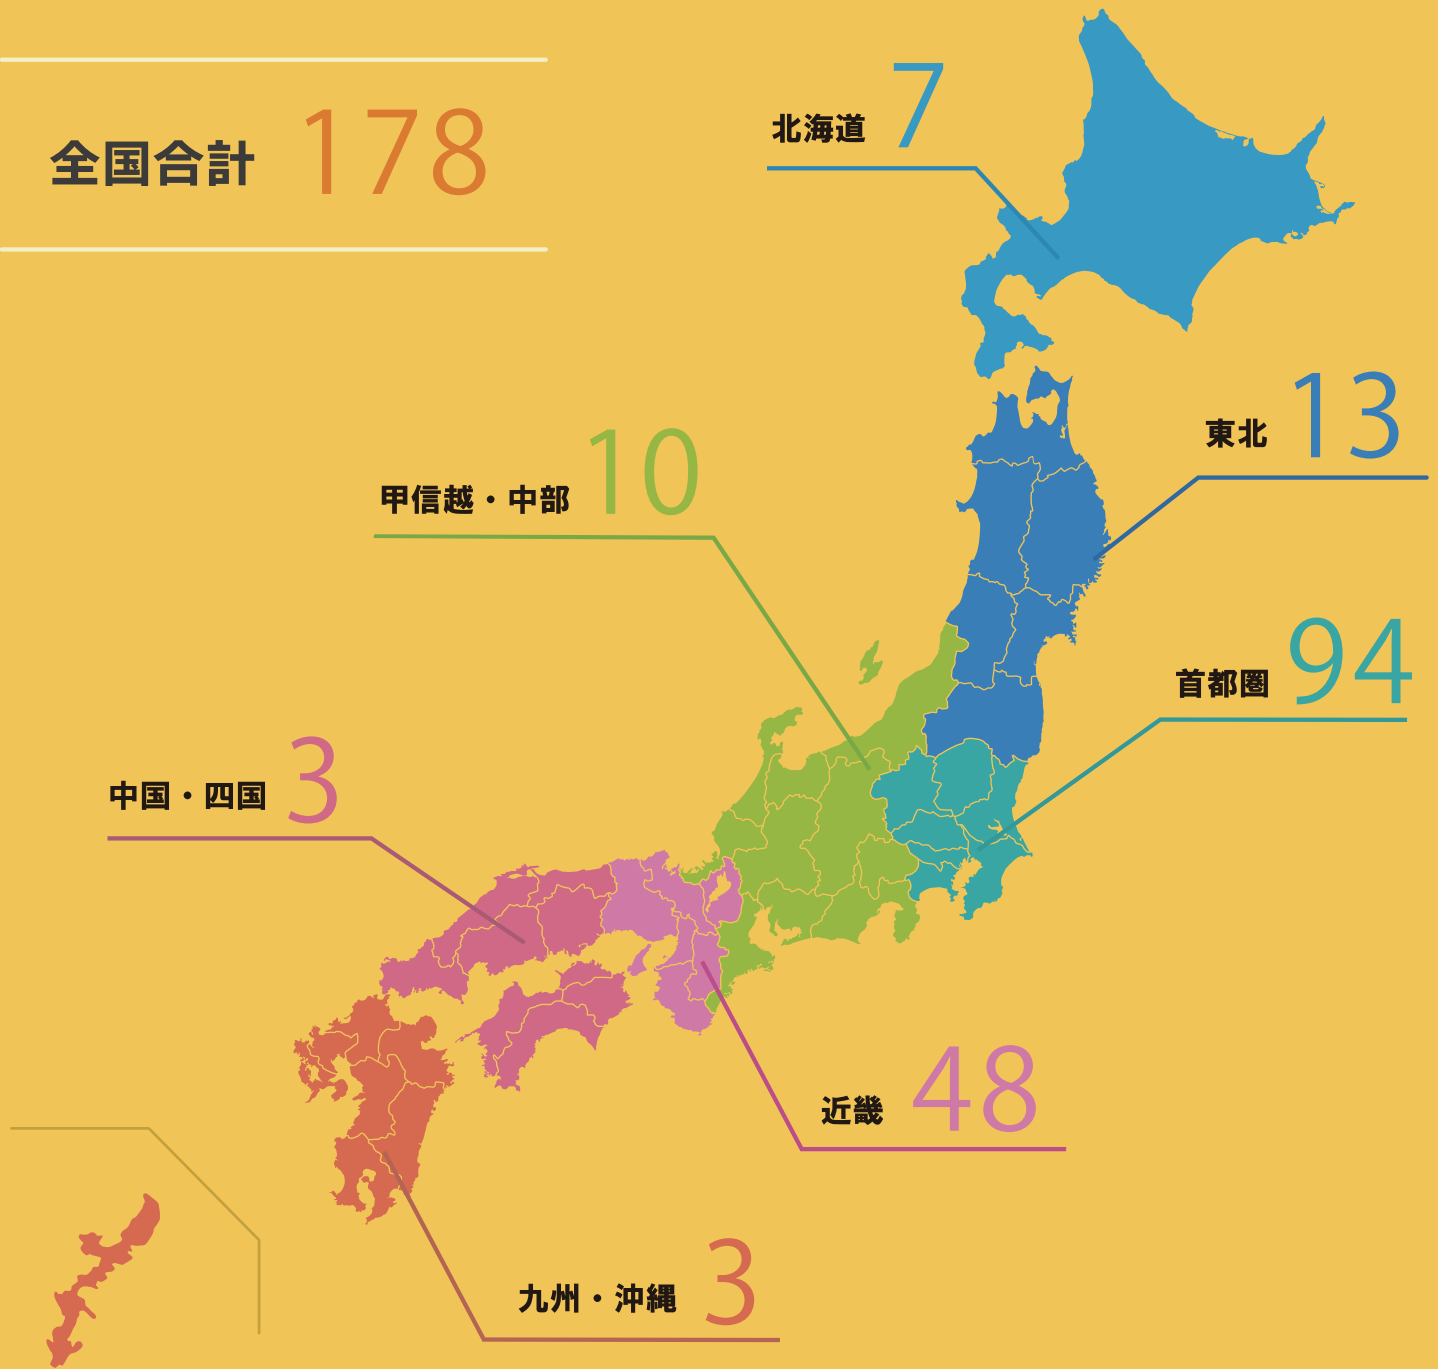 全国合計 178
北海道 7
東北 13
甲信越・中部 10
首都圏 94
中国・四国 3
近畿 48
九州・沖縄 3